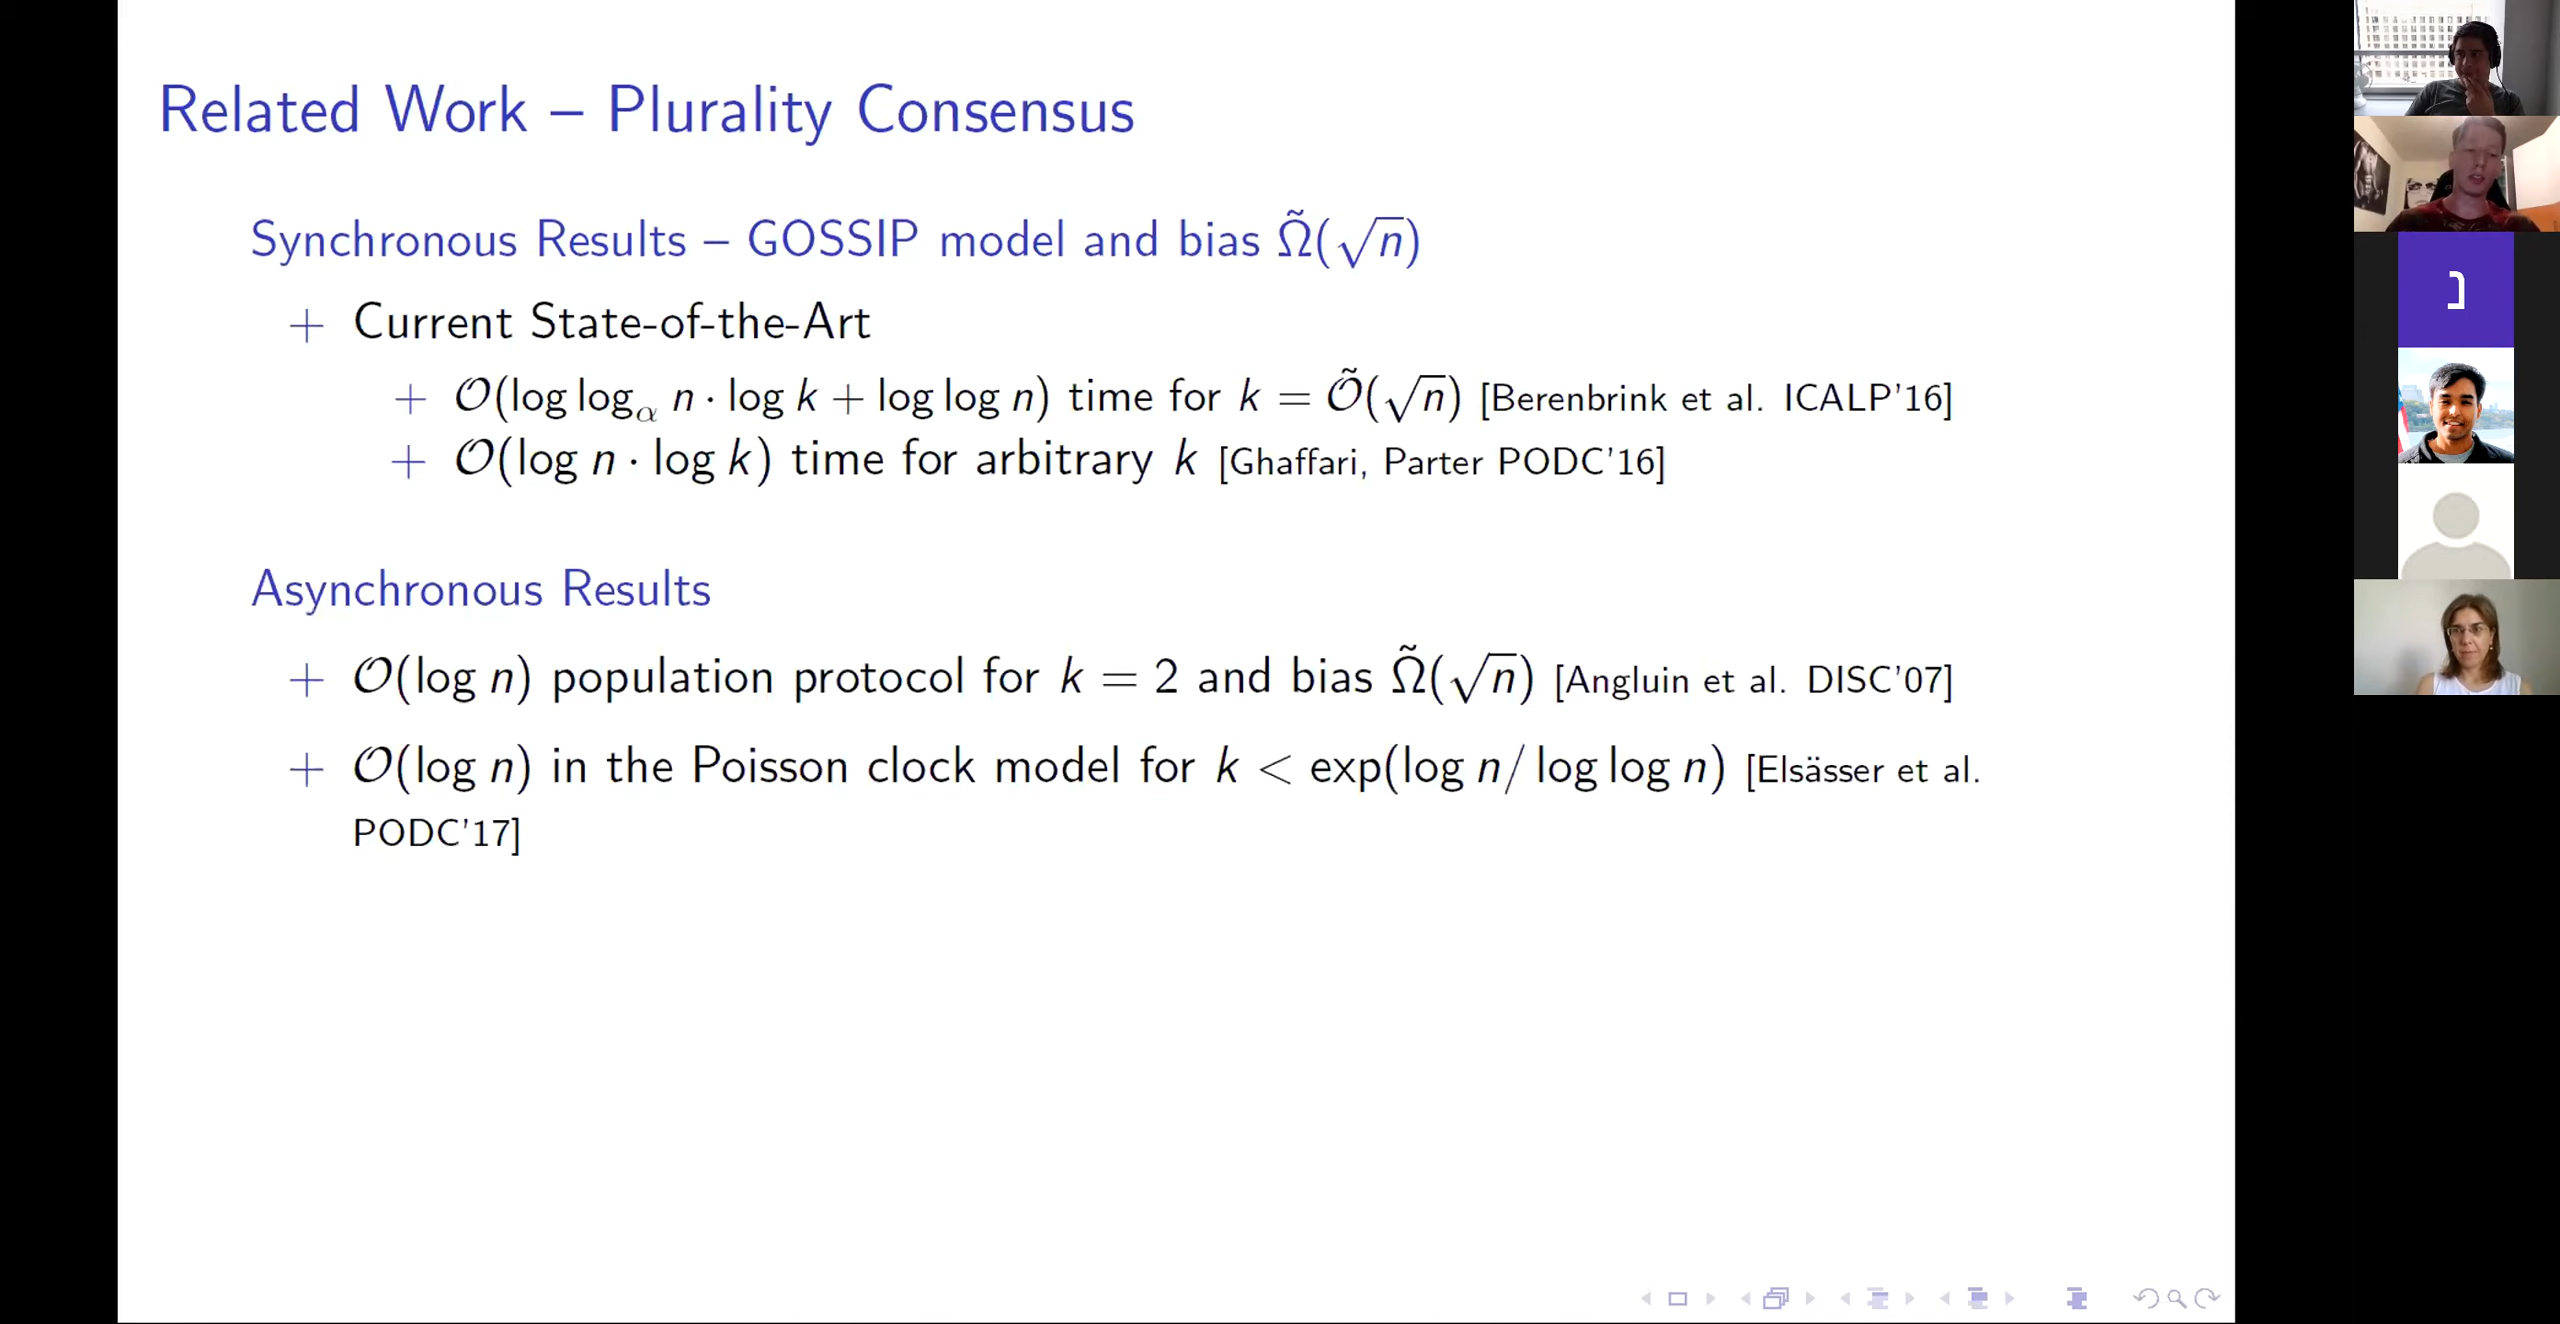 Related Work – Plurality Consensus
Synchronous Results – GOSSIP model and bias Ω̃(√n)
+ Current State-of-the-Art
+ 𝒪(log log_α n · log k + log log n) time for k = 𝒪̃(√n) [Berenbrink et al. ICALP'16]
+ 𝒪(log n · log k) time for arbitrary k [Ghaffari, Parter PODC'16]
Asynchronous Results
+ 𝒪(log n) population protocol for k = 2 and bias Ω̃(√n) [Angluin et al. DISC'07]
+ 𝒪(log n) in the Poisson clock model for k < exp(log n/ log log n) [Elsässer et al.
PODC'17]
נ